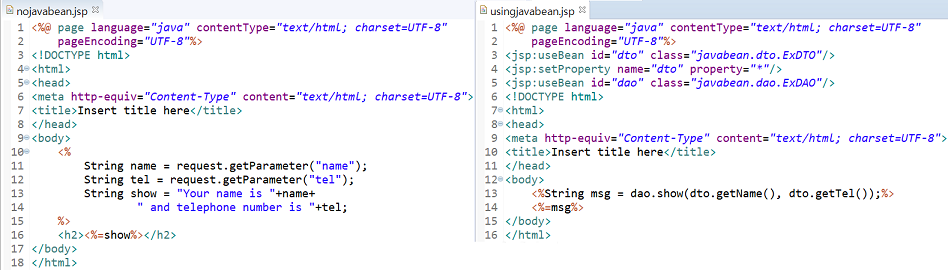 nojavabean.jsp
1 <%@ page language="java" contentType="text/html; charset=UTF-8"
2     pageEncoding="UTF-8"%>
3 <!DOCTYPE html>
4 <html>
5 <head>
6 <meta http-equiv="Content-Type" content="text/html; charset=UTF-8">
7 <title>Insert title here</title>
8 </head>
9 <body>
10     <%
11         String name = request.getParameter("name");
12         String tel = request.getParameter("tel");
13         String show = "Your name is "+name+
14                 " and telephone number is "+tel;
15     %>
16     <h2><%=show%></h2>
17 </body>
18 </html>
usingjavabean.jsp
1 <%@ page language="java" contentType="text/html; charset=UTF-8"
2     pageEncoding="UTF-8"%>
3 <jsp:useBean id="dto" class="javabean.dto.ExDTO"/>
4 <jsp:setProperty name="dto" property="*"/>
5 <jsp:useBean id="dao" class="javabean.dao.ExDAO"/>
6 <!DOCTYPE html>
7 <html>
8 <head>
9 <meta http-equiv="Content-Type" content="text/html; charset=UTF-8">
10 <title>Insert title here</title>
11 </head>
12 <body>
13     <%String msg = dao.show(dto.getName(), dto.getTel());%>
14     <%=msg%>
15 </body>
16 </html>